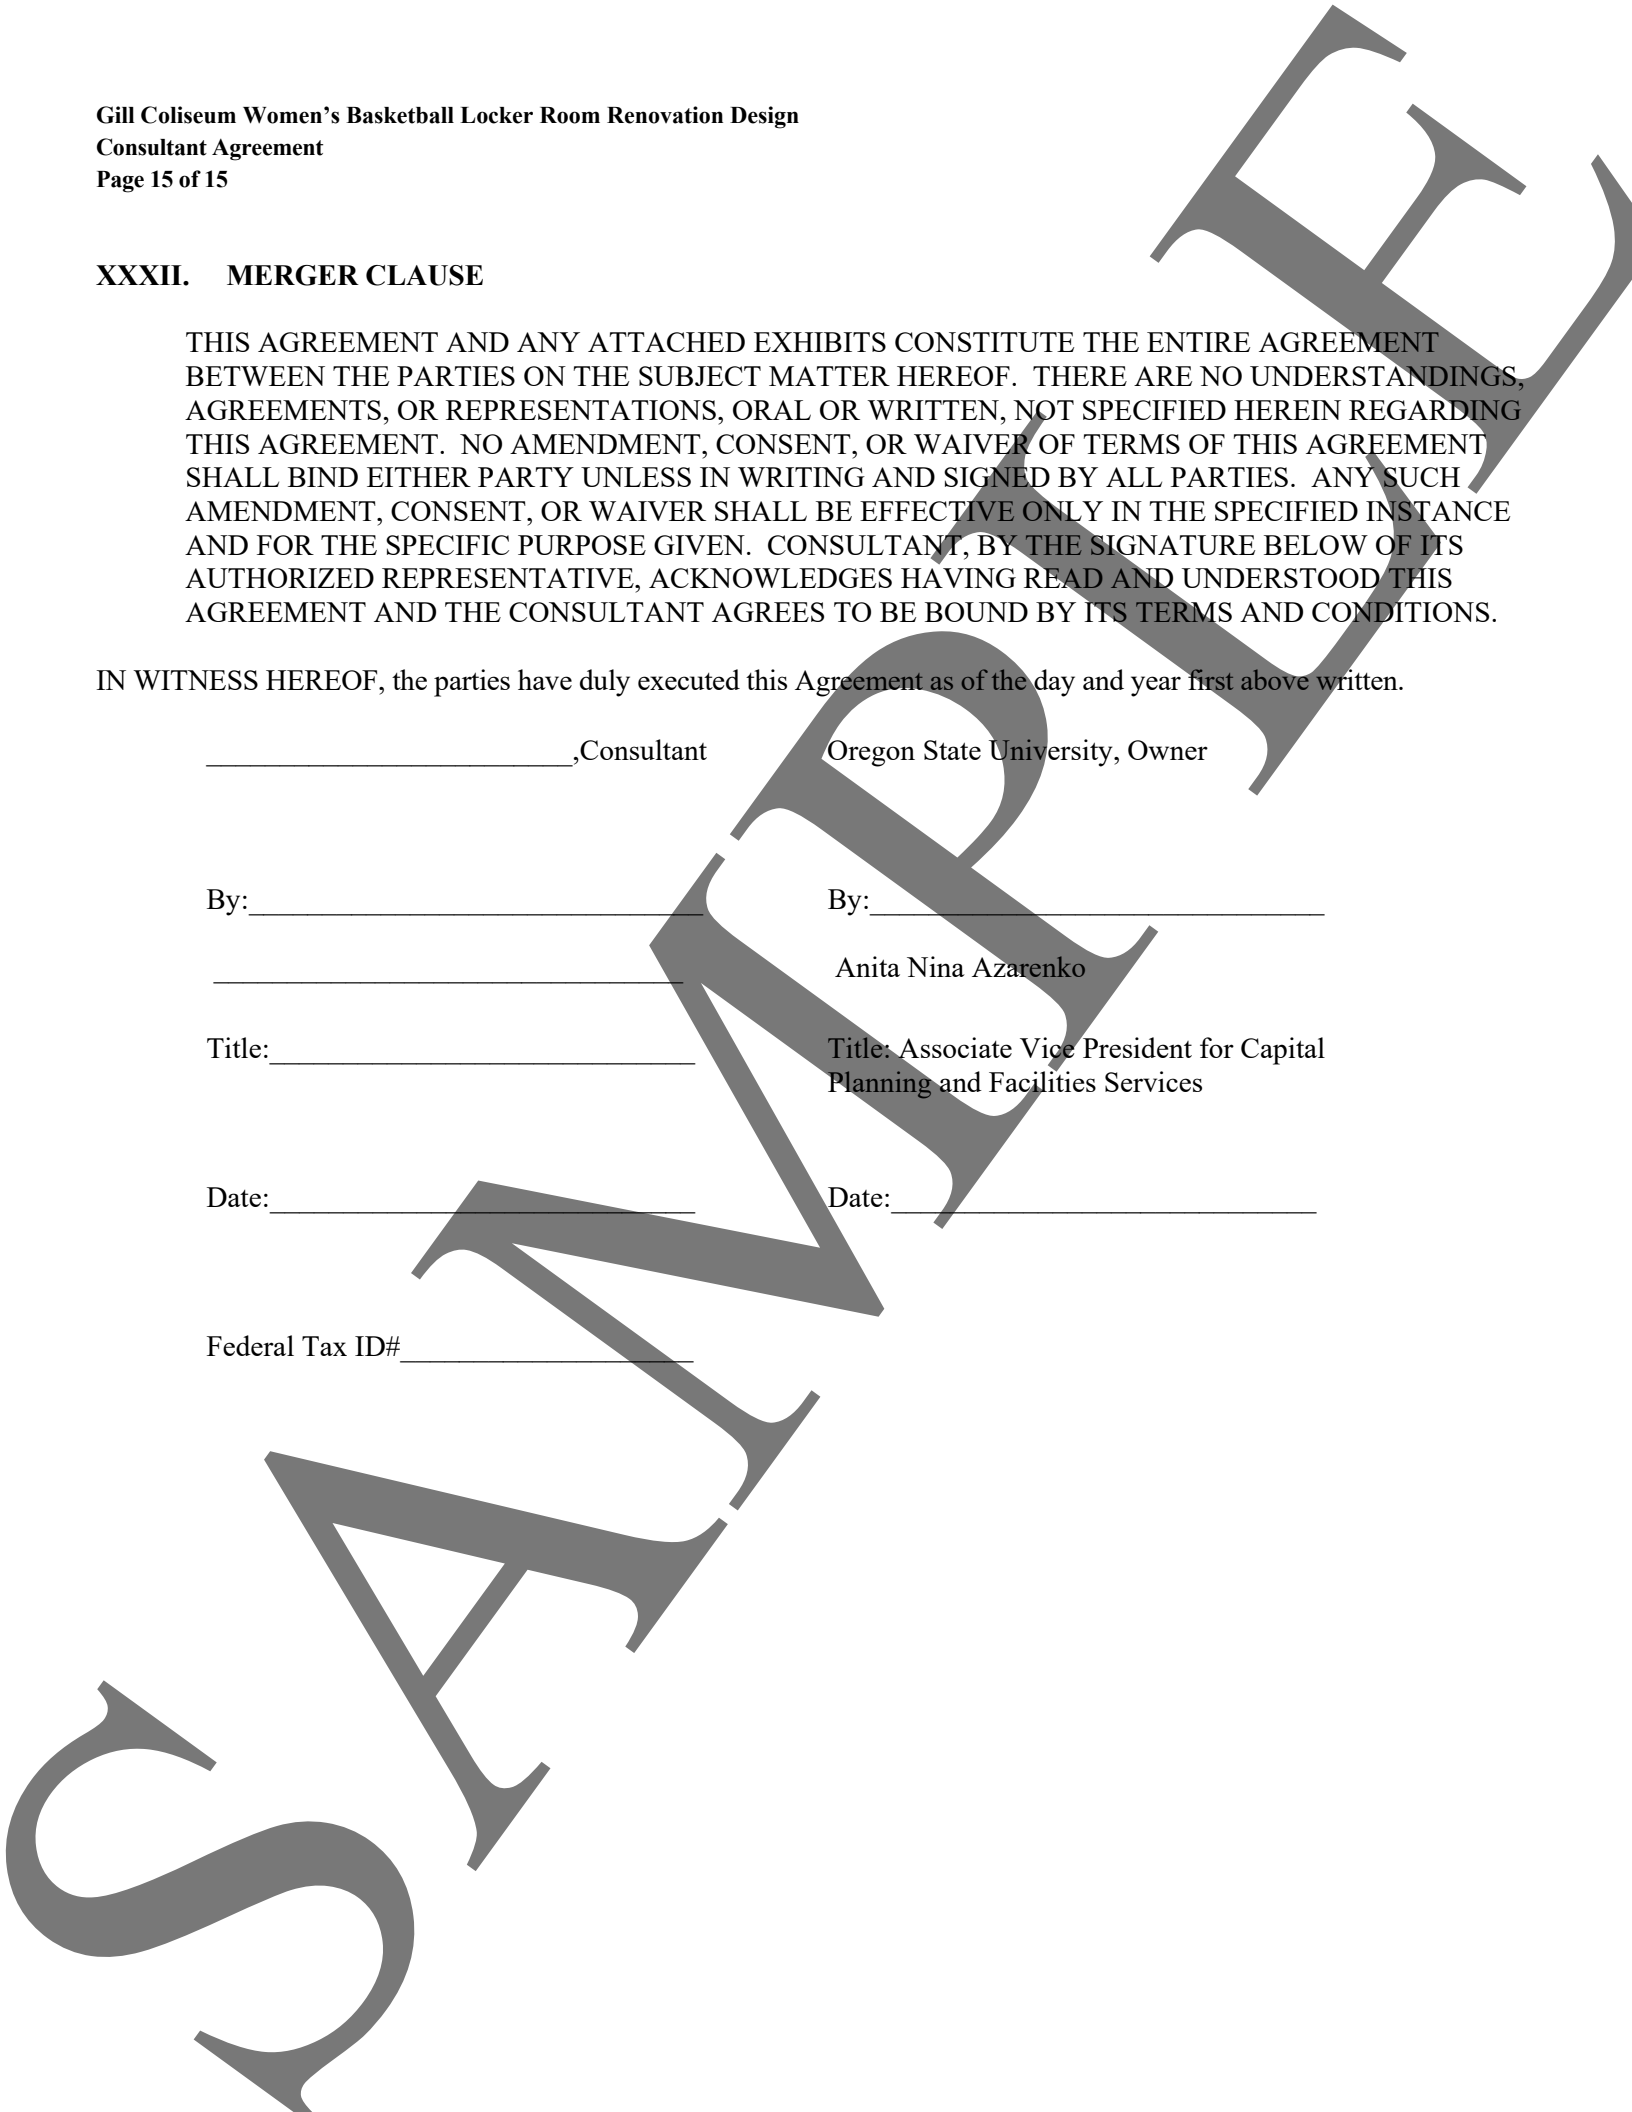 Gill Coliseum Women’s Basketball Locker Room Renovation Design
Consultant Agreement
Page 15 of 15
XXXII. MERGER CLAUSE
THIS AGREEMENT AND ANY ATTACHED EXHIBITS CONSTITUTE THE ENTIRE AGREEMENT
BETWEEN THE PARTIES ON THE SUBJECT MATTER HEREOF. THERE ARE NO UNDERSTANDINGS,
AGREEMENTS, OR REPRESENTATIONS, ORAL OR WRITTEN, NOT SPECIFIED HEREIN REGARDING
THIS AGREEMENT. NO AMENDMENT, CONSENT, OR WAIVER OF TERMS OF THIS AGREEMENT
SHALL BIND EITHER PARTY UNLESS IN WRITING AND SIGNED BY ALL PARTIES. ANY SUCH
AMENDMENT, CONSENT, OR WAIVER SHALL BE EFFECTIVE ONLY IN THE SPECIFIED INSTANCE
AND FOR THE SPECIFIC PURPOSE GIVEN. CONSULTANT, BY THE SIGNATURE BELOW OF ITS
AUTHORIZED REPRESENTATIVE, ACKNOWLEDGES HAVING READ AND UNDERSTOOD THIS
AGREEMENT AND THE CONSULTANT AGREES TO BE BOUND BY ITS TERMS AND CONDITIONS.
IN WITNESS HEREOF, the parties have duly executed this Agreement as of the day and year first above written.
_________________________,Consultant Oregon State University, Owner
By:_______________________________ By:_______________________________
________________________________ Anita Nina Azarenko
Title:_____________________________ Title: Associate Vice President for Capital
Planning and Facilities Services
Date:_____________________________ Date:_____________________________
Federal Tax ID#____________________
SAMPLE